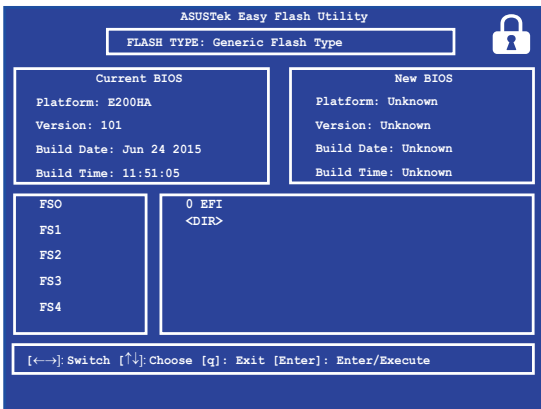 ASUSTek Easy Flash Utility
FLASH TYPE: Generic Flash Type
Current BIOS
Platform: E200HA
Version: 101
Build Date: Jun 24 2015
Build Time: 11:51:05
New BIOS
Platform: Unknown
Version: Unknown
Build Date: Unknown
Build Time: Unknown
FSO
FS1
FS2
FS3
FS4
0 EFI
<DIR>
[←→]: Switch [↑↓]: Choose [q]: Exit [Enter]: Enter/Execute